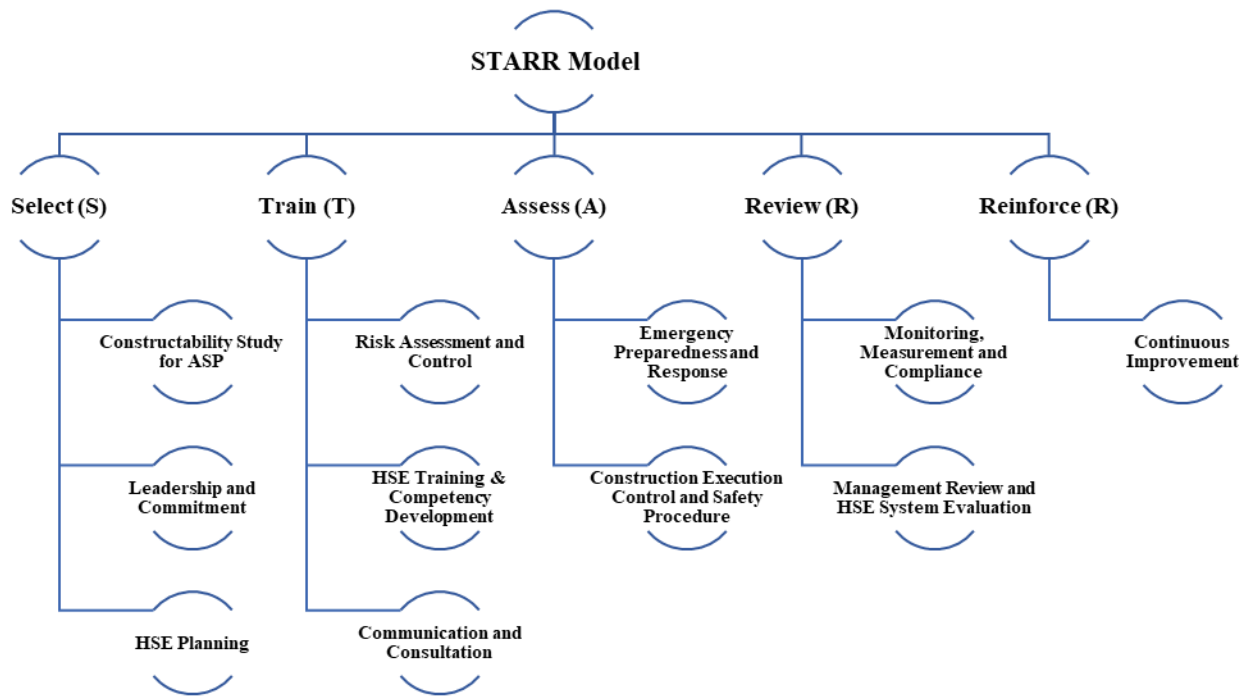 STARR Model
Select (S)
Train (T)
Assess (A)
Review (R)
Reinforce (R)
Constructability Study
for ASP
Risk Assessment and
Control
Emergency
Preparedness and
Response
Monitoring,
Measurement and
Compliance
Continuous
Improvement
Leadership and
Commitment
HSE Training &
Competency
Development
Construction Execution
Control and Safety
Procedure
Management Review and
HSE System Evaluation
HSE Planning
Communication and
Consultation